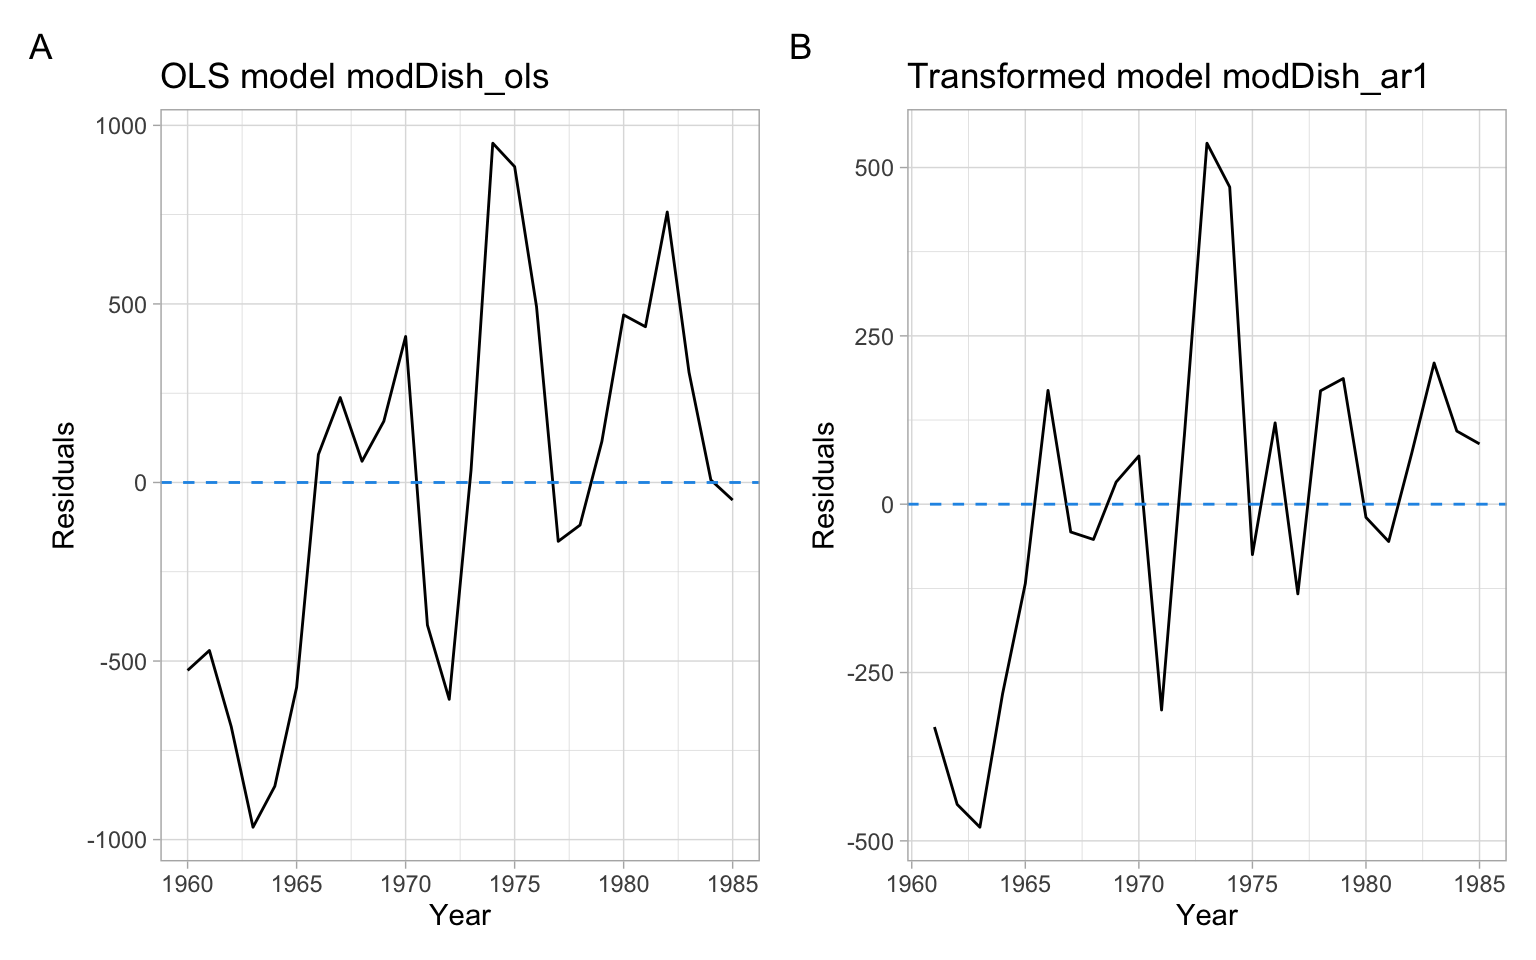 A
OLS model modDish_ols
1000
500
0
-500
-1000
Residuals
1960 1965 1970 1975 1980 1985
Year
B
Transformed model modDish_ar1
500
250
0
-250
-500
Residuals
1960 1965 1970 1975 1980 1985
Year